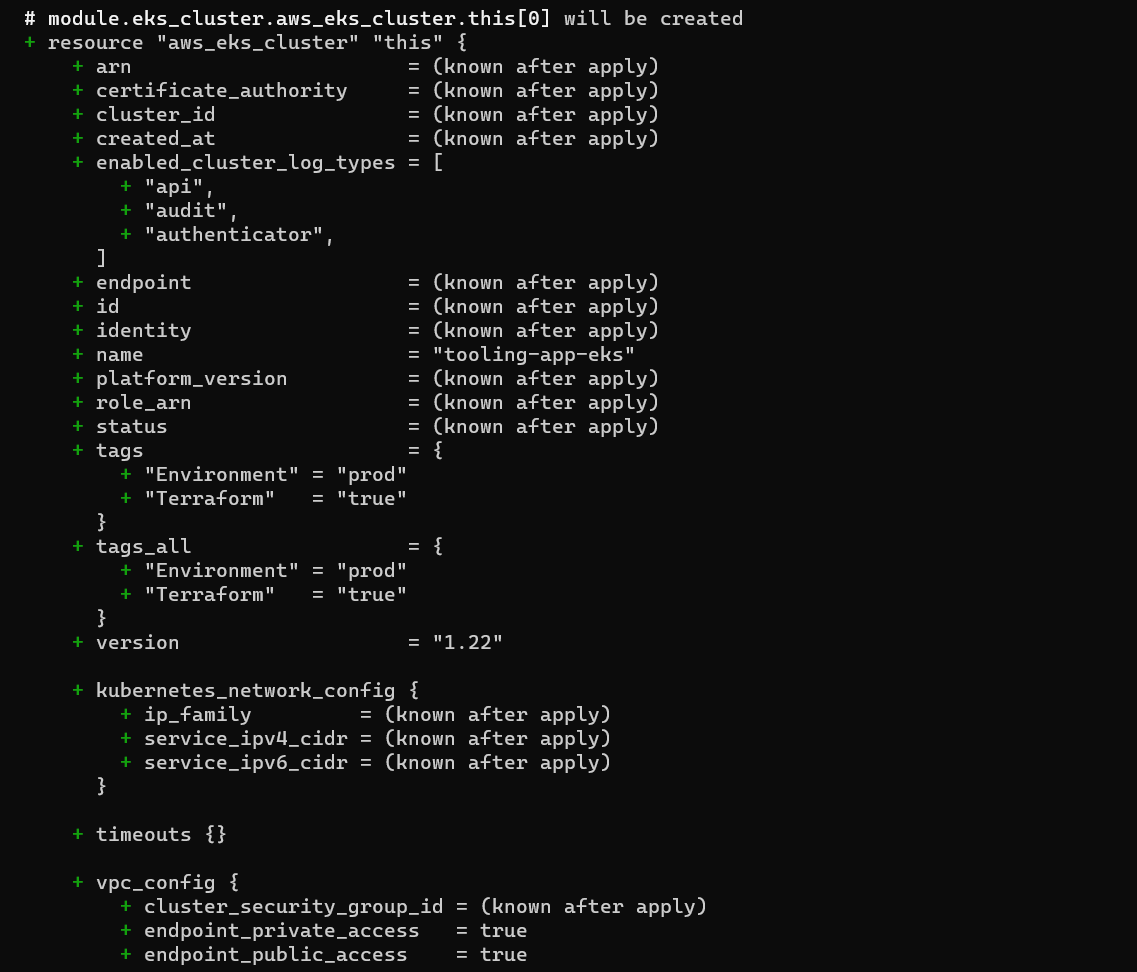 # module.eks_cluster.aws_eks_cluster.this[0] will be created
+ resource "aws_eks_cluster" "this" {
    + arn                       = (known after apply)
    + certificate_authority     = (known after apply)
    + cluster_id                = (known after apply)
    + created_at                = (known after apply)
    + enabled_cluster_log_types = [
        + "api",
        + "audit",
        + "authenticator",
      ]
    + endpoint                  = (known after apply)
    + id                        = (known after apply)
    + identity                  = (known after apply)
    + name                      = "tooling-app-eks"
    + platform_version          = (known after apply)
    + role_arn                  = (known after apply)
    + status                    = (known after apply)
    + tags                      = {
        + "Environment" = "prod"
        + "Terraform"   = "true"
      }
    + tags_all                  = {
        + "Environment" = "prod"
        + "Terraform"   = "true"
      }
    + version                   = "1.22"

    + kubernetes_network_config {
        + ip_family         = (known after apply)
        + service_ipv4_cidr = (known after apply)
        + service_ipv6_cidr = (known after apply)
      }

    + timeouts {}

    + vpc_config {
        + cluster_security_group_id = (known after apply)
        + endpoint_private_access   = true
        + endpoint_public_access    = true